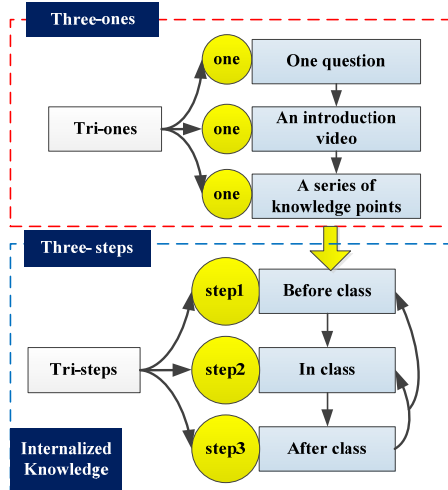 Three-ones
one
One question
Tri-ones
one
An introduction
video
one
A series of
knowledge points
Three- steps
step1
Before class
Tri-steps
step2
In class
step3
After class
Internalized
Knowledge